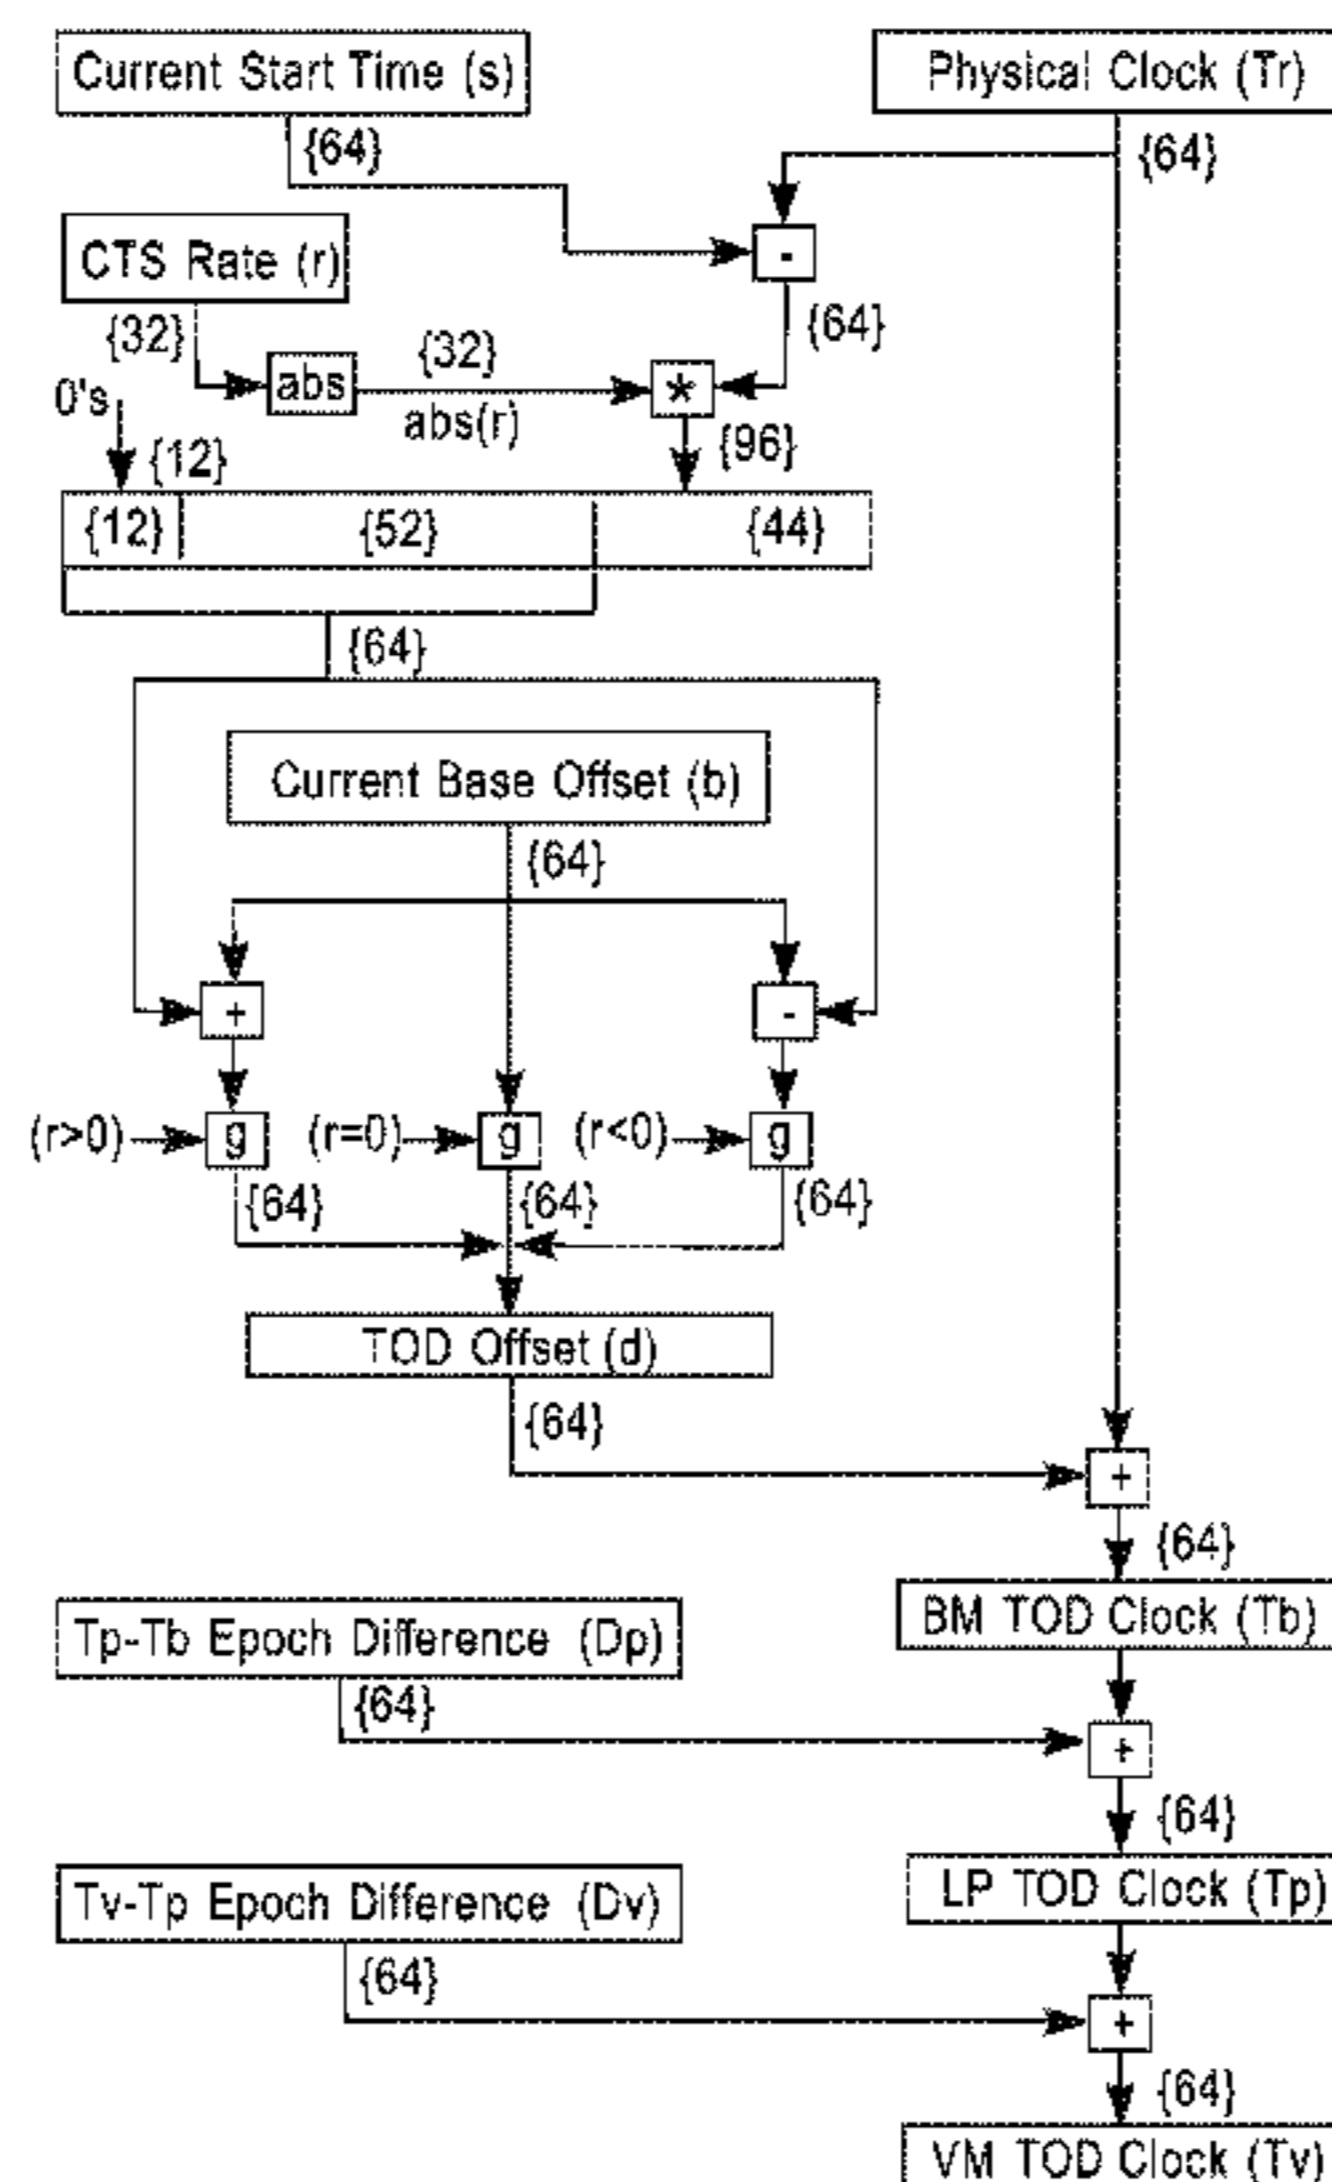 Current Start Time (s)
Physical Clock (Tr)
{64}
{64}
-
CTS Rate (r)
{32}
{32}
{64}
abs
*
0's
abs(r)
{12}
{96}
{12}
{52}
{44}
{64}
Current Base Offset (b)
{64}
+
-
(r>0)
g
(r=0)
g
(r<0)
g
{64}
{64}
{64}
TOD Offset (d)
{64}
+
{64}
BM TOD Clock (Tb)
Tp-Tb Epoch Difference (Dp)
{64}
+
{64}
LP TOD Clock (Tp)
Tv-Tp Epoch Difference (Dv)
{64}
+
{64}
VM TOD Clock (Tv)